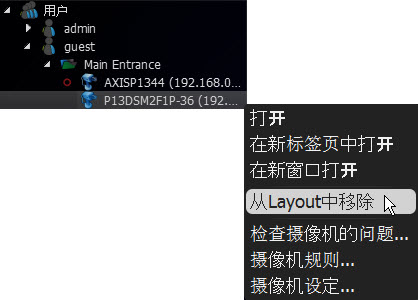 用户
admin
guest
Main Entrance
AXISP1344 (192.168.0...
P13DSM2F1P-36 (192....
打开
在新标签页中打开
在新窗口打开
从Layout中移除
检查摄像机的问题...
摄像机规则...
摄像机设定...